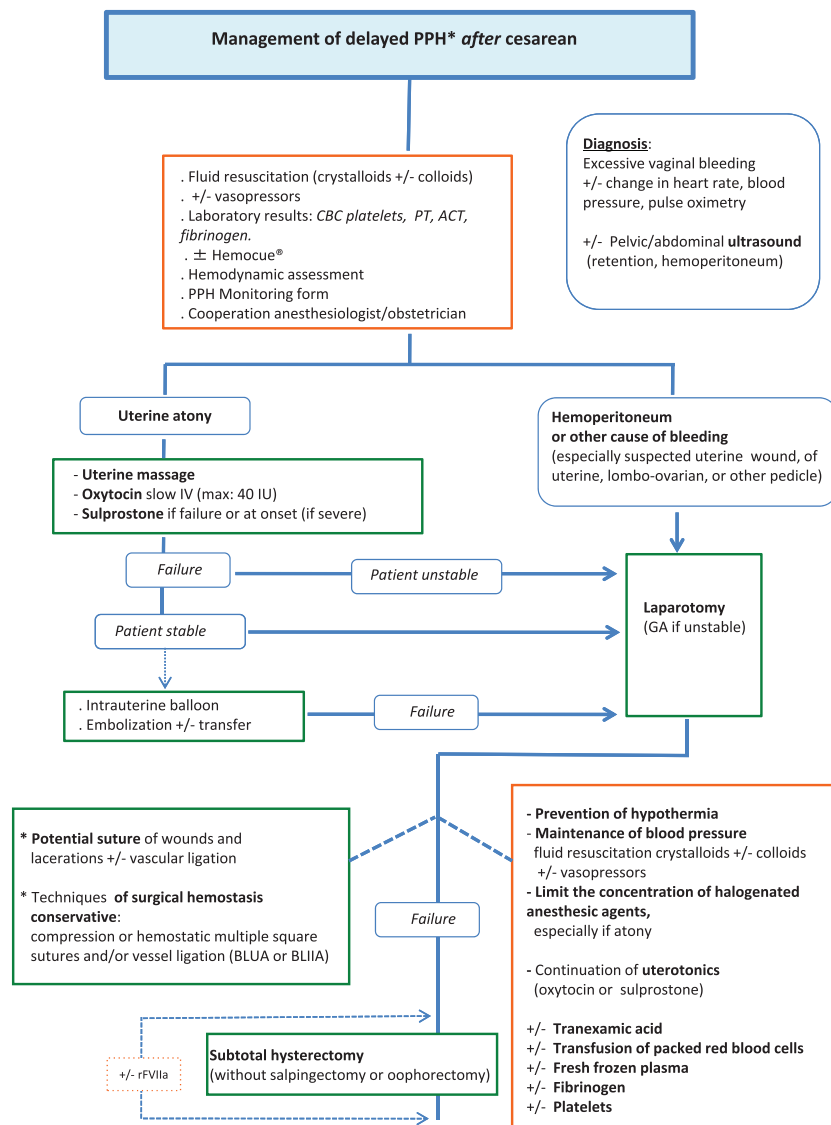 Management of delayed PPH* after cesarean
. Fluid resuscitation (crystalloids +/- colloids)
. +/- vasopressors
. Laboratory results: CBC platelets, PT, ACT,
fibrinogen.
. ± Hemocue®
. Hemodynamic assessment
. PPH Monitoring form
. Cooperation anesthesiologist/obstetrician
Diagnosis:
Excessive vaginal bleeding
+/- change in heart rate, blood
pressure, pulse oximetry
+/- Pelvic/abdominal ultrasound
(retention, hemoperitoneum)
Uterine atony
Hemoperitoneum
or other cause of bleeding
(especially suspected uterine wound, of
uterine, lombo-ovarian, or other pedicle)
- Uterine massage
- Oxytocin slow IV (max: 40 IU)
- Sulprostone if failure or at onset (if severe)
Failure
Patient unstable
Patient stable
Laparotomy
(GA if unstable)
. Intrauterine balloon
. Embolization +/- transfer
Failure
* Potential suture of wounds and
lacerations +/- vascular ligation
* Techniques of surgical hemostasis
conservative:
compression or hemostatic multiple square
sutures and/or vessel ligation (BLUA or BLIIA)
Failure
- Prevention of hypothermia
- Maintenance of blood pressure
fluid resuscitation crystalloids +/- colloids
+/- vasopressors
- Limit the concentration of halogenated
anesthesic agents,
especially if atony
- Continuation of uterotonics
(oxytocin or sulprostone)
+/- Tranexamic acid
+/- Transfusion of packed red blood cells
+/- Fresh frozen plasma
+/- Fibrinogen
+/- Platelets
+/- rFVIIa
Subtotal hysterectomy
(without salpingectomy or oophorectomy)